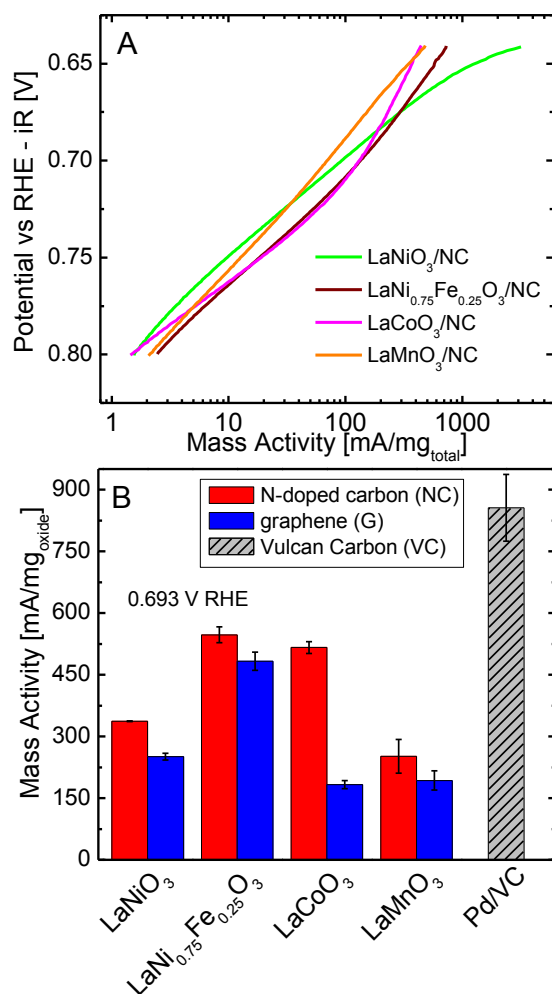 A
0.65
0.70
0.75
0.80
Potential vs RHE - iR [V]
LaNiO3/NC
LaNi0.75Fe0.25O3/NC
LaCoO3/NC
LaMnO3/NC
1 10 100 1000
Mass Activity [mA/mgtotal]
B
900
750
600
450
300
150
0
Mass Activity [mA/mgoxide]
N-doped carbon (NC)
graphene (G)
Vulcan Carbon (VC)
0.693 V RHE
LaNiO3
LaNi0.75Fe0.25O3
LaCoO3
LaMnO3
Pd/VC